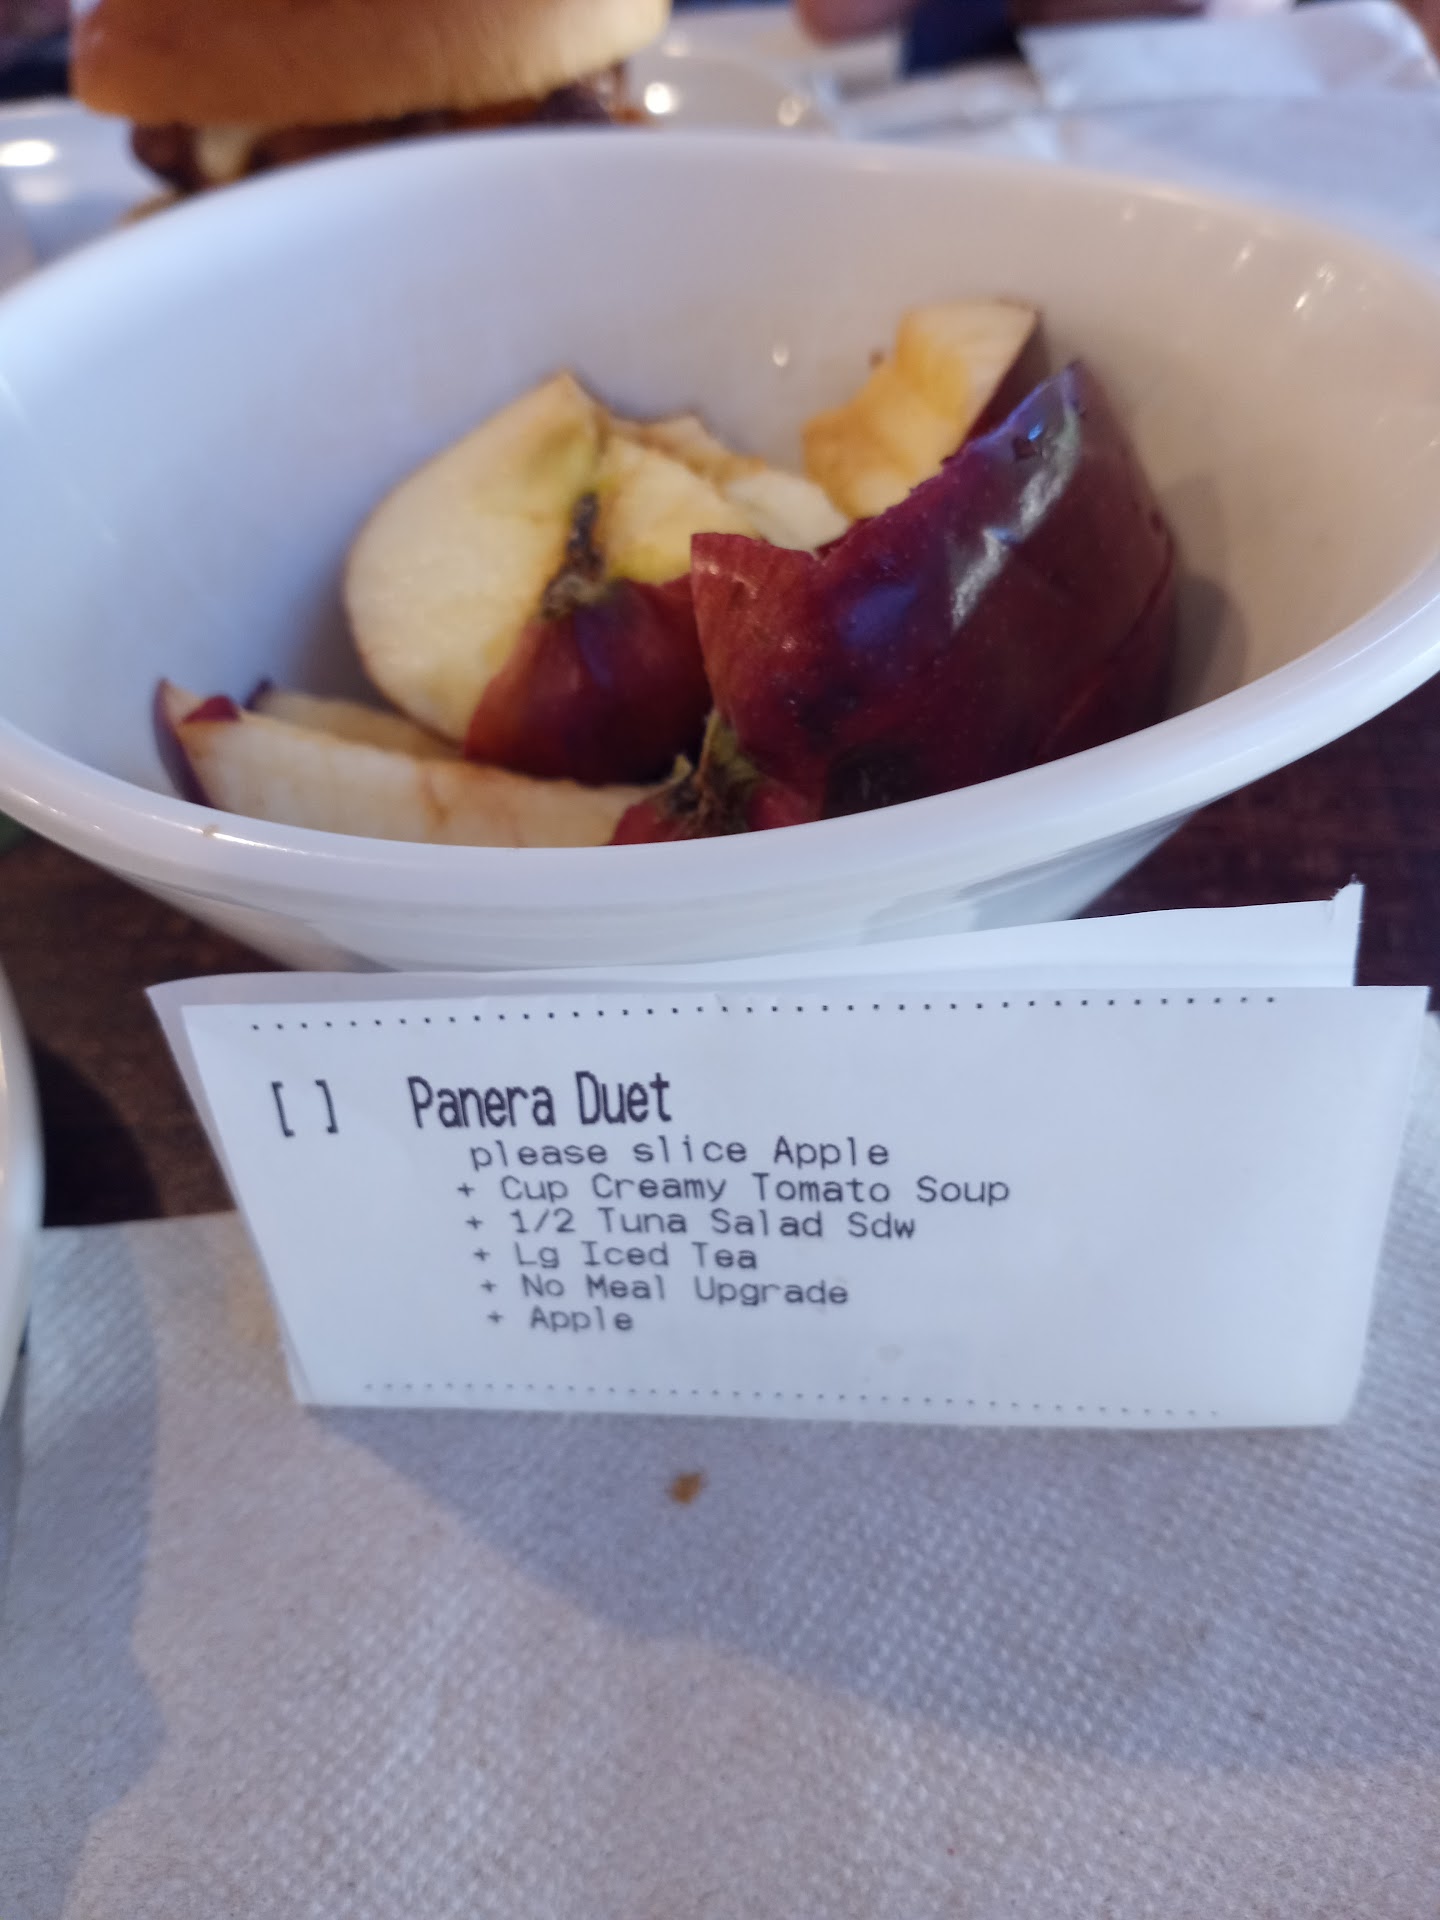 [ ] Panera Duet
please slice Apple
+ Cup Creamy Tomato Soup
+ 1/2 Tuna Salad Sdw
+ Lg Iced Tea
+ No Meal Upgrade
+ Apple